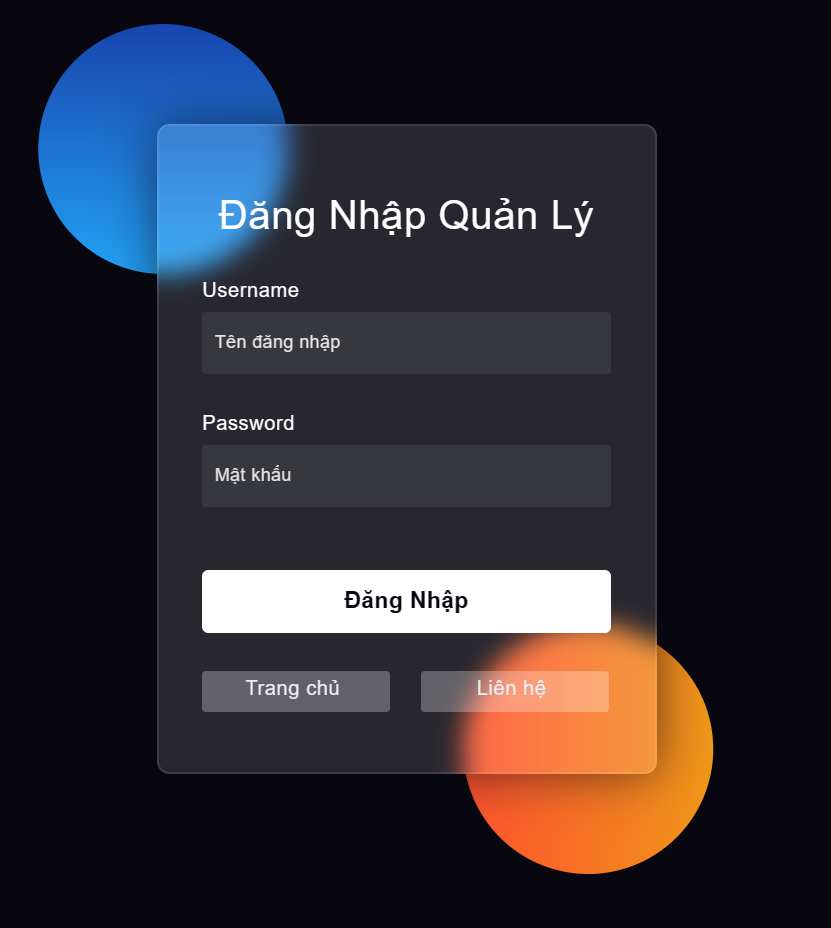 Đăng Nhập Quản Lý
Username
Tên đăng nhập
Password
Mật khẩu
Đăng Nhập
Trang chủ
Liên hệ